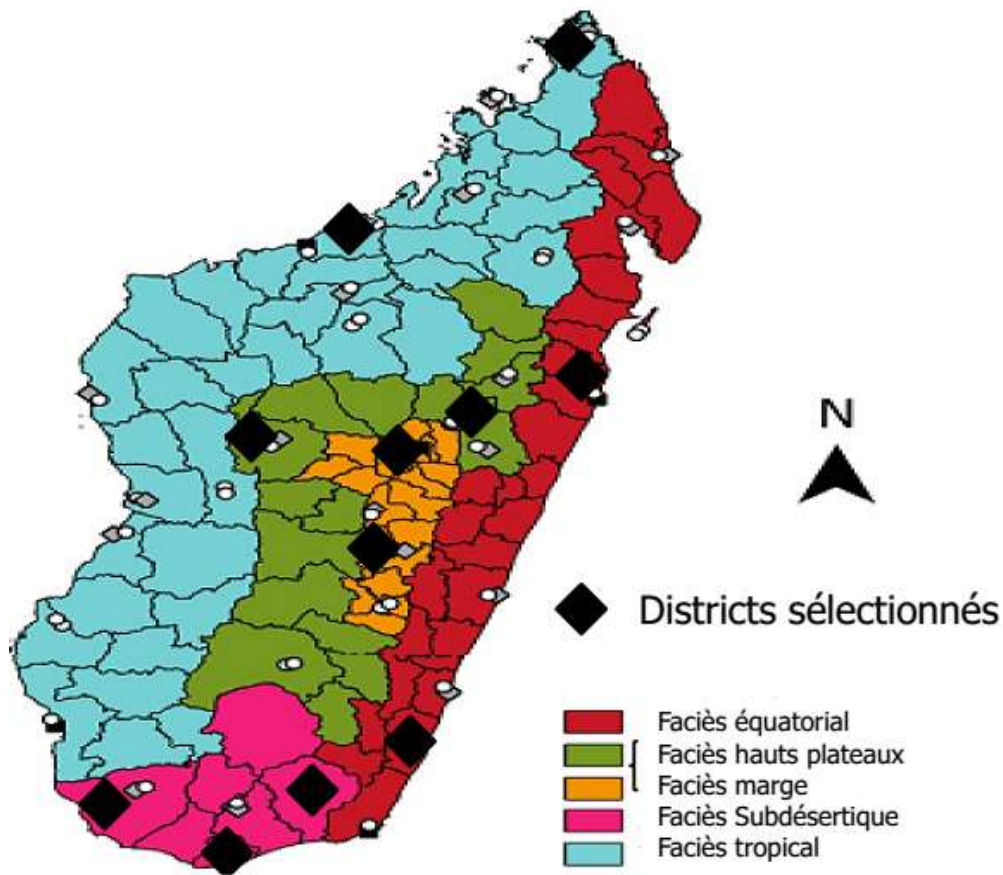 N
Districts sélectionnés
Faciès équatorial
Faciès hauts plateaux
Faciès marge
Faciès Subdésertique
Faciès tropical